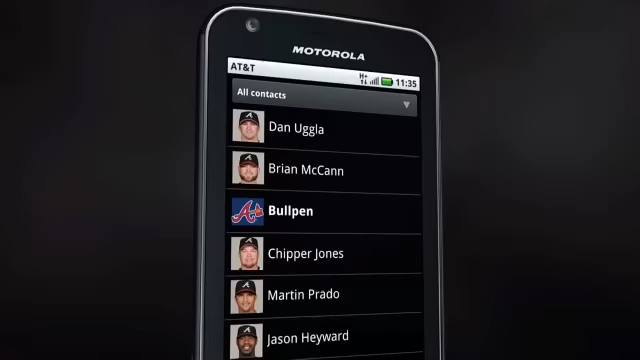 MOTOROLA
AT&T
H+
11:35
All contacts
Dan Uggla
Brian McCann
Bullpen
Chipper Jones
Martin Prado
Jason Heyward